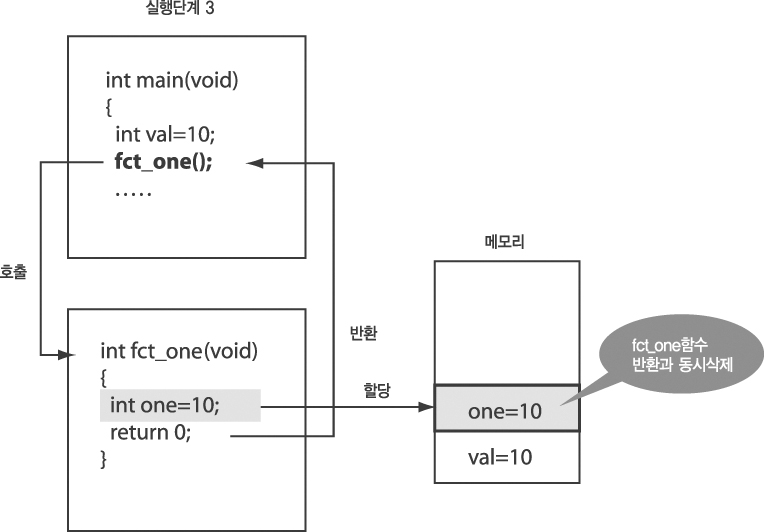 실행단계 3
int main(void)
{
int val=10;
fct_one();
.....
호출
int fct_one(void)
{
int one=10;
return 0;
}
반환
할당
메모리
one=10
val=10
fct_one함수
반환과 동시삭제